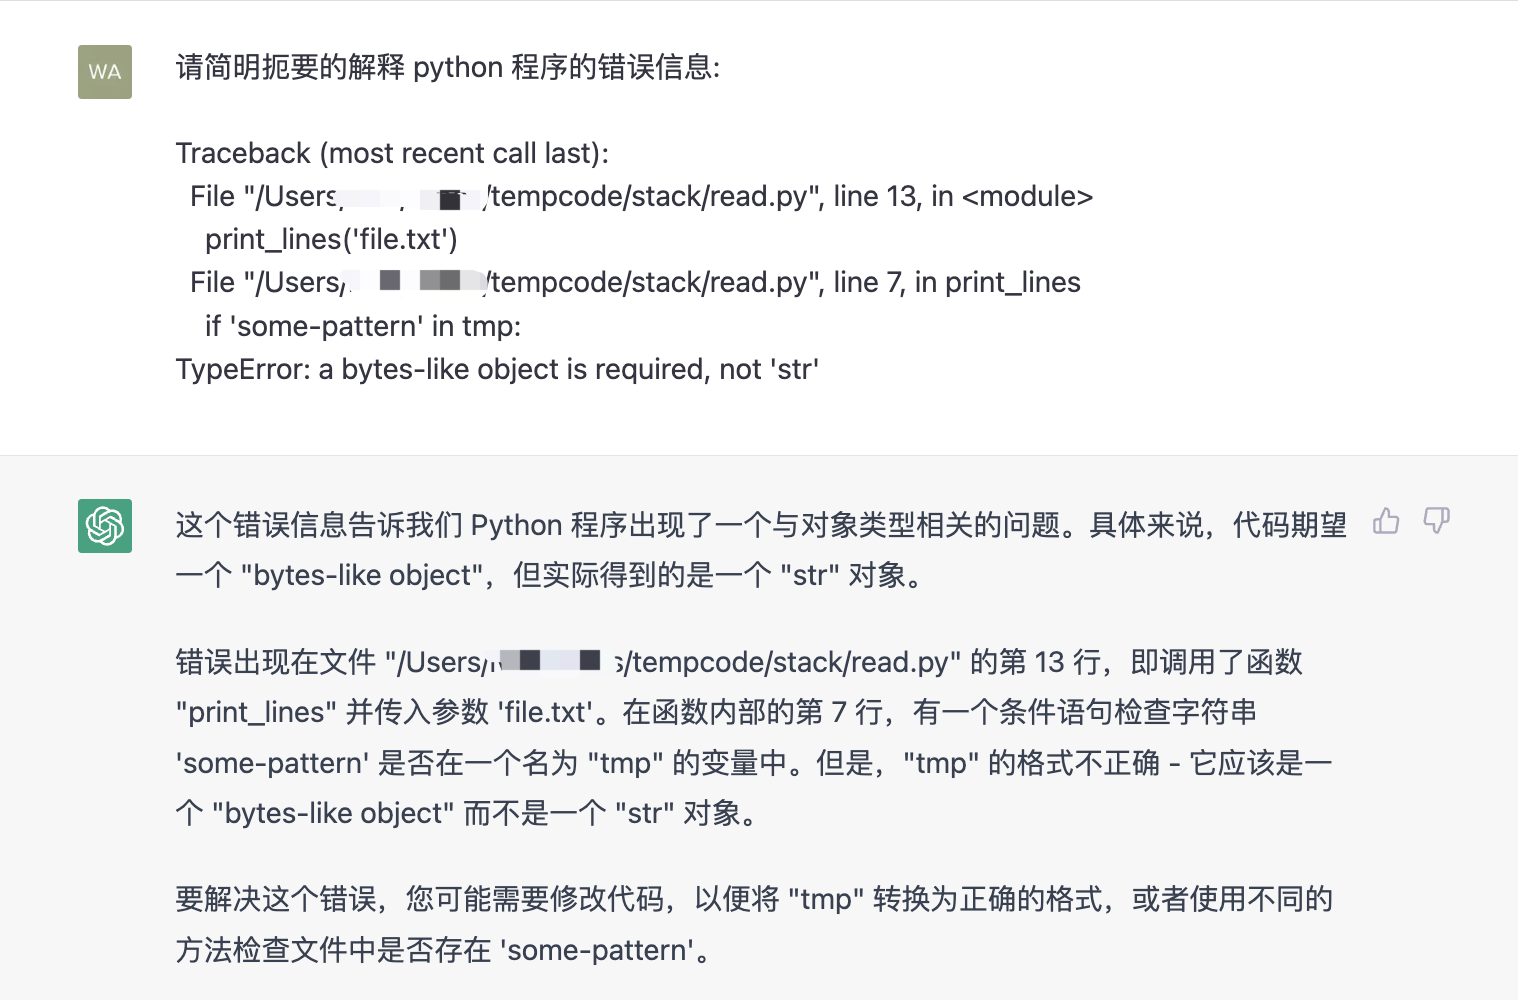 WA
请简明扼要的解释 python 程序的错误信息:
Traceback (most recent call last):
File "/Users/ /tempcode/stack/read.py", line 13, in <module>
print_lines('file.txt')
File "/Users/ /tempcode/stack/read.py", line 7, in print_lines
if 'some-pattern' in tmp:
TypeError: a bytes-like object is required, not 'str'
这个错误信息告诉我们 Python 程序出现了一个与对象类型相关的问题。具体来说，代码期望
一个 "bytes-like object"，但实际得到的是一个 "str" 对象。
错误出现在文件 "/Users/ s/tempcode/stack/read.py" 的第 13 行，即调用了函数
"print_lines" 并传入参数 'file.txt'。在函数内部的第 7 行，有一个条件语句检查字符串
'some-pattern' 是否在一个名为 "tmp" 的变量中。但是，"tmp" 的格式不正确 - 它应该是一
个 "bytes-like object" 而不是一个 "str" 对象。
要解决这个错误，您可能需要修改代码，以便将 "tmp" 转换为正确的格式，或者使用不同的
方法检查文件中是否存在 'some-pattern'。